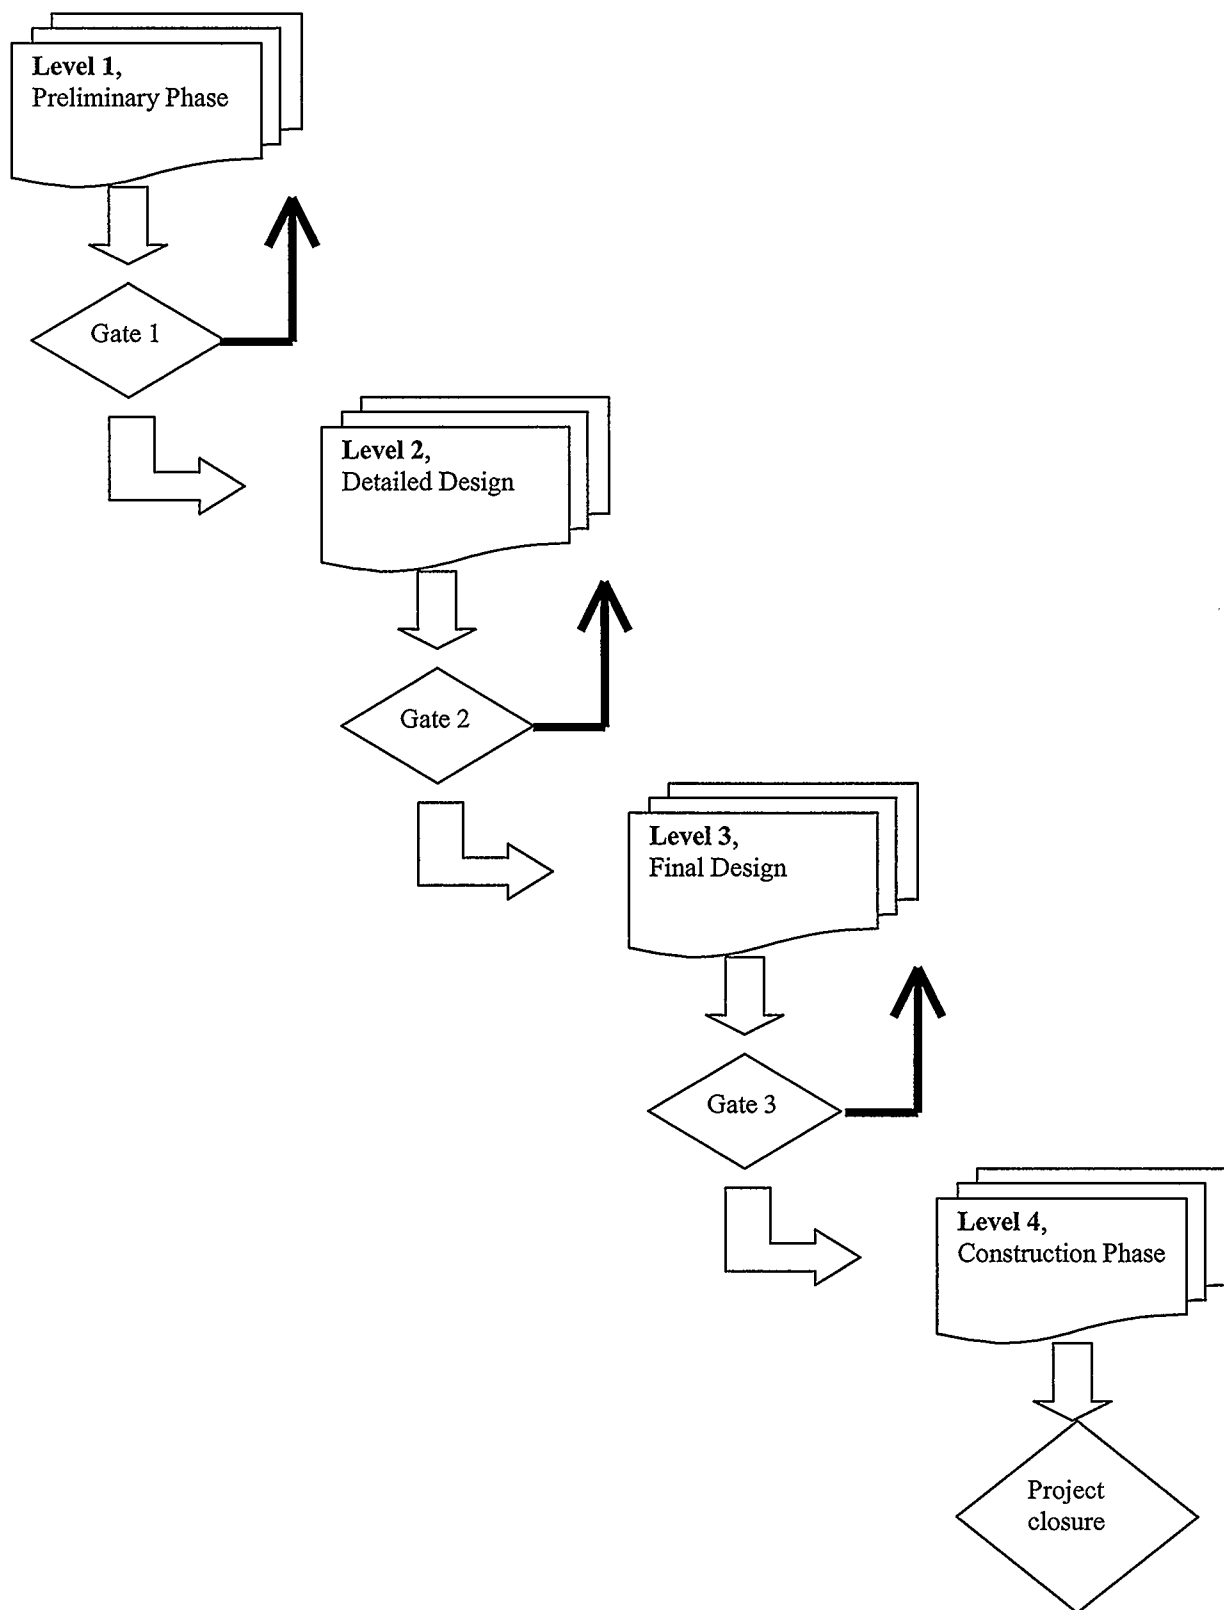 Level 1,
Preliminary Phase
Gate 1
Level 2,
Detailed Design
Gate 2
Level 3,
Final Design
Gate 3
Level 4,
Construction Phase
Project
closure